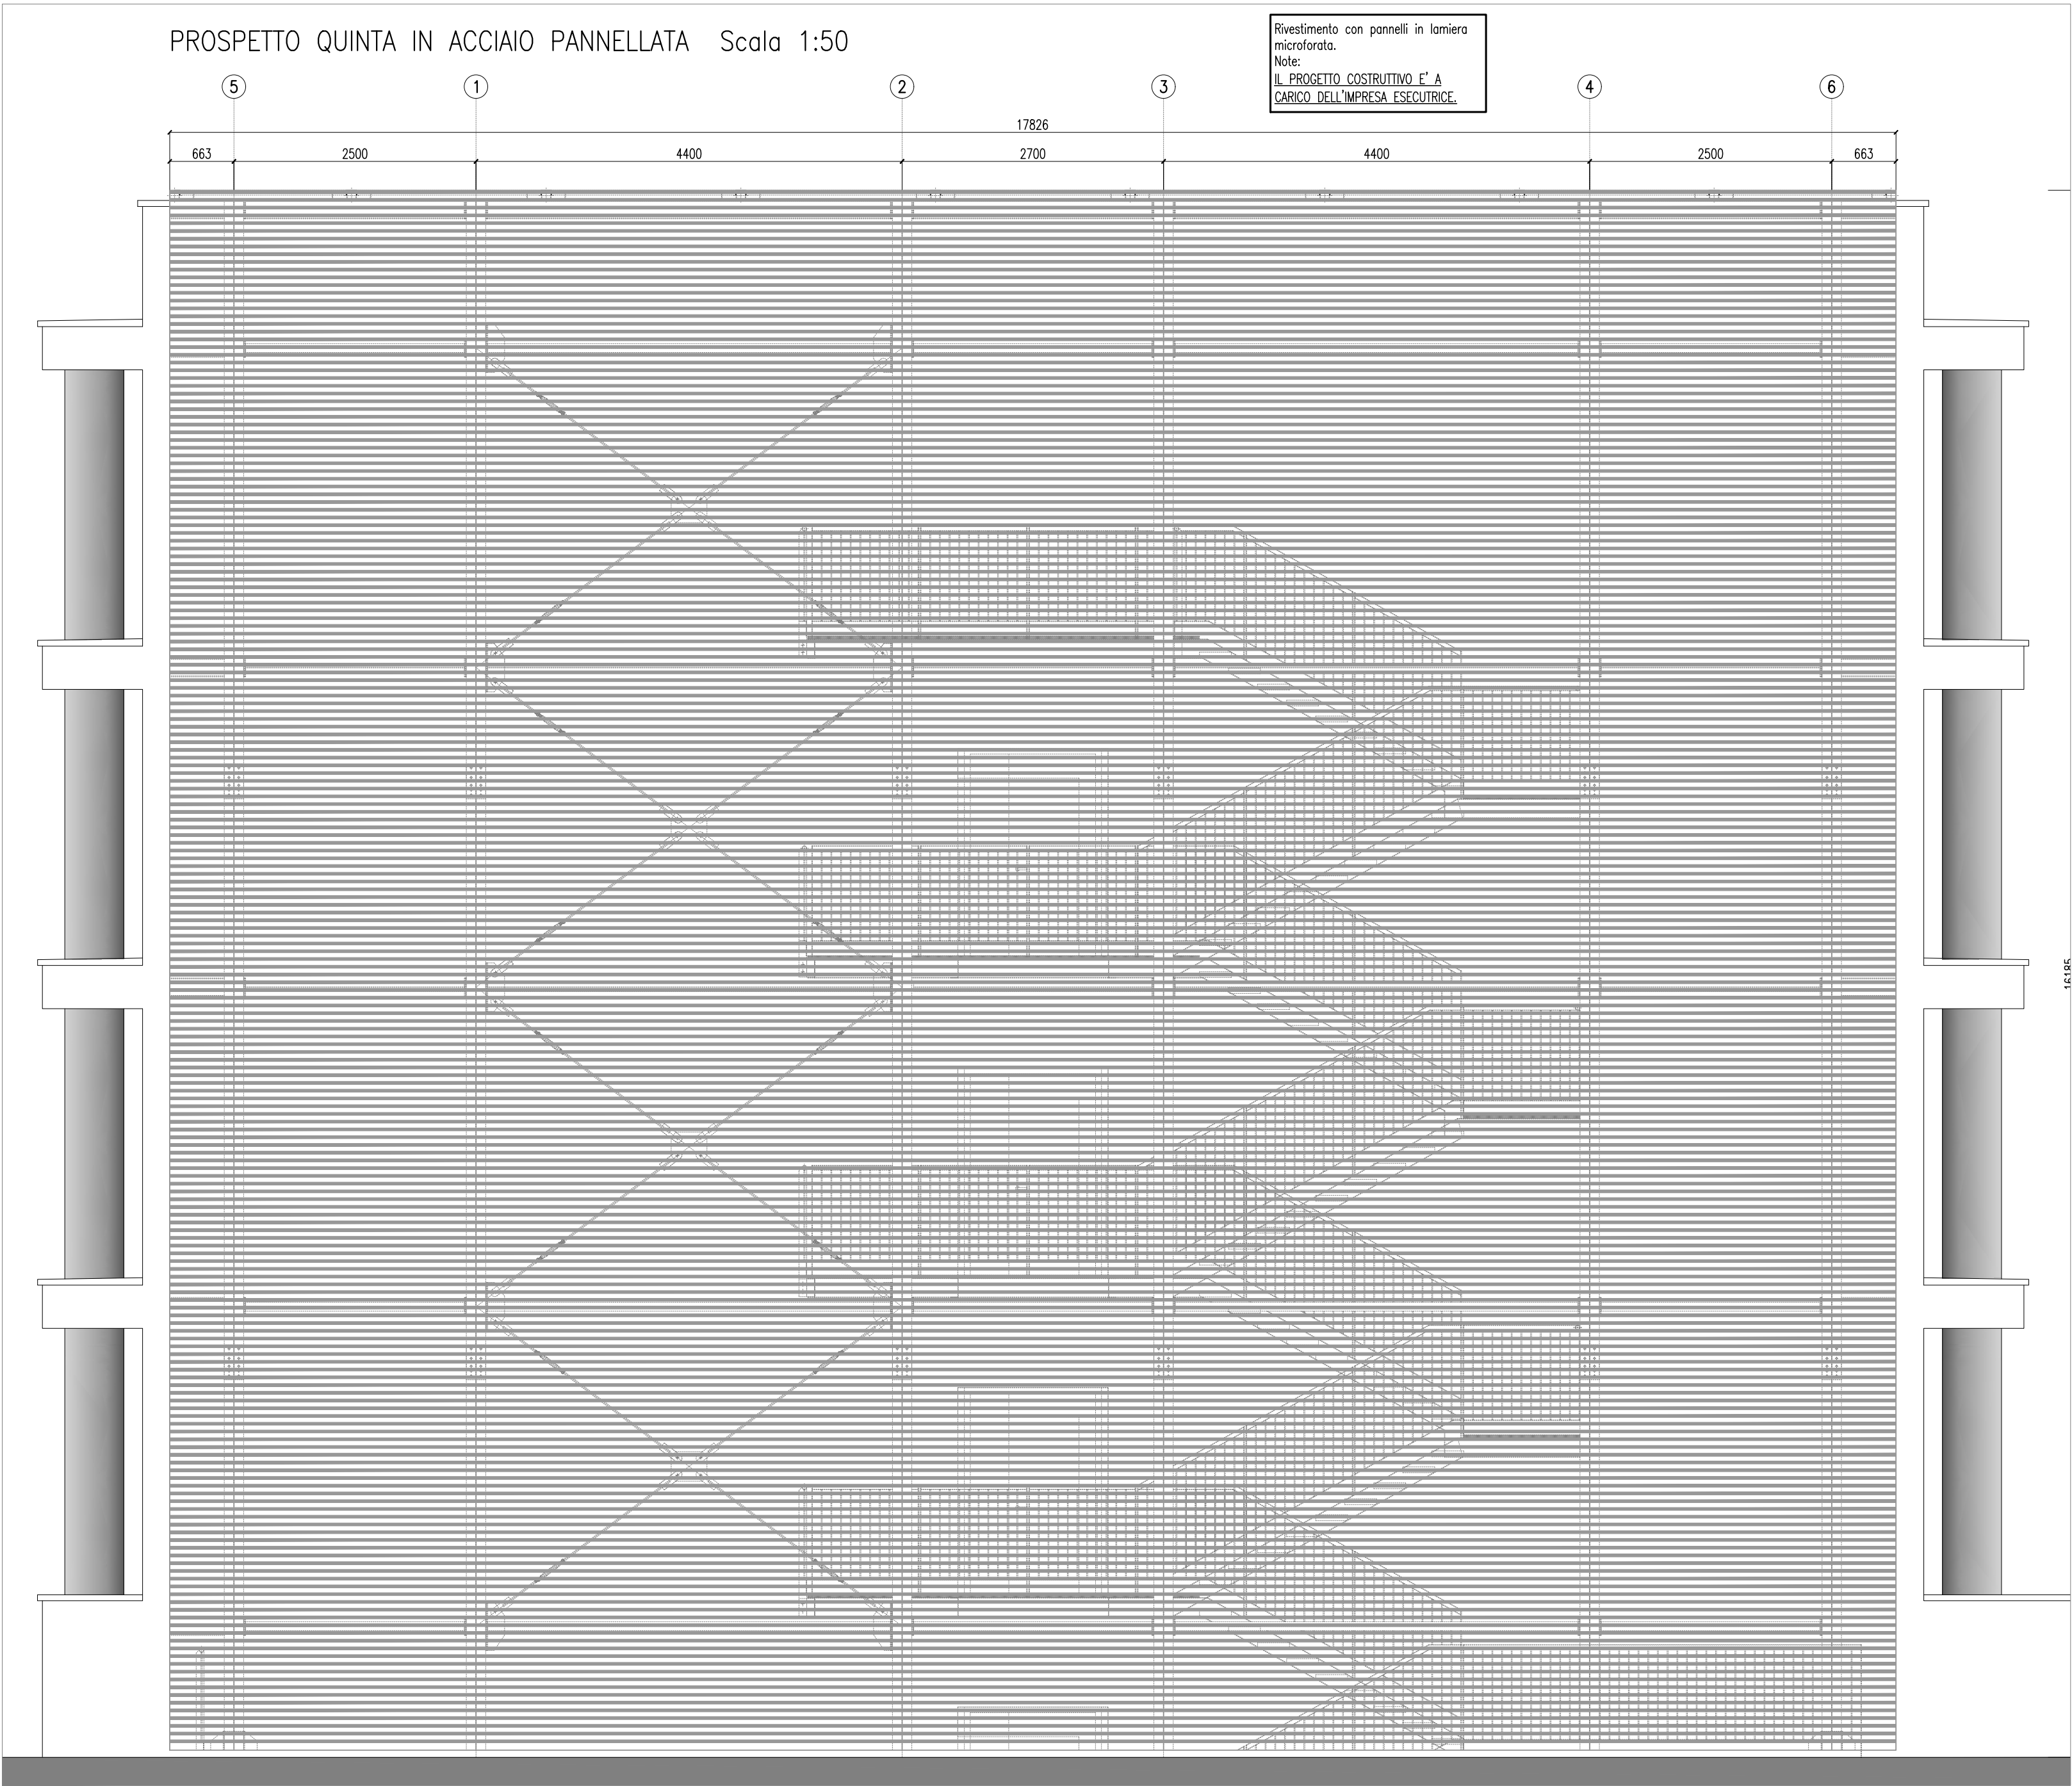 PROSPETTO QUINTA IN ACCIAIO PANNELLATA Scala 1:50
Rivestimento con pannelli in lamiera
microforata.
Note:
IL PROGETTO COSTRUTTIVO E' A
CARICO DELL'IMPRESA ESECUTRICE.
5 1 2 3 4 6
17826
663 2500 4400 2700 4400 2500 663
16185